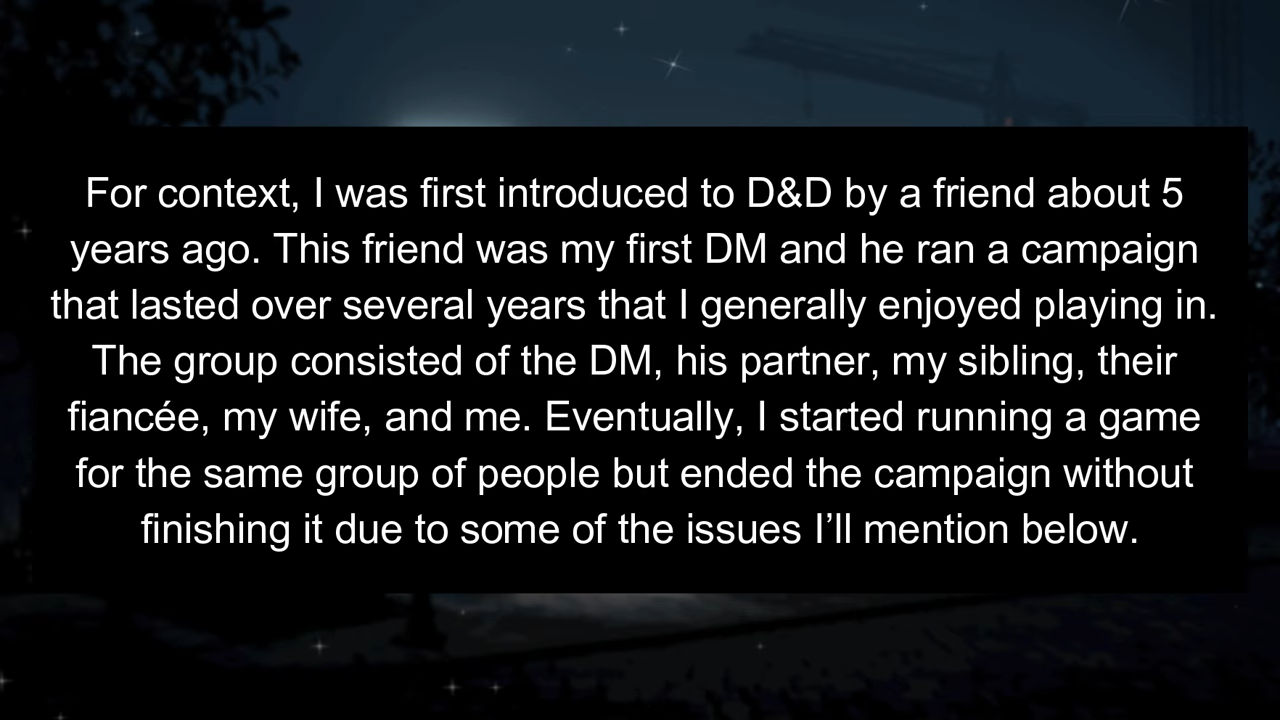 For context, I was first introduced to D&D by a friend about 5
years ago. This friend was my first DM and he ran a campaign
that lasted over several years that I generally enjoyed playing in.
The group consisted of the DM, his partner, my sibling, their
fiancée, my wife, and me. Eventually, I started running a game
for the same group of people but ended the campaign without
finishing it due to some of the issues I’ll mention below.